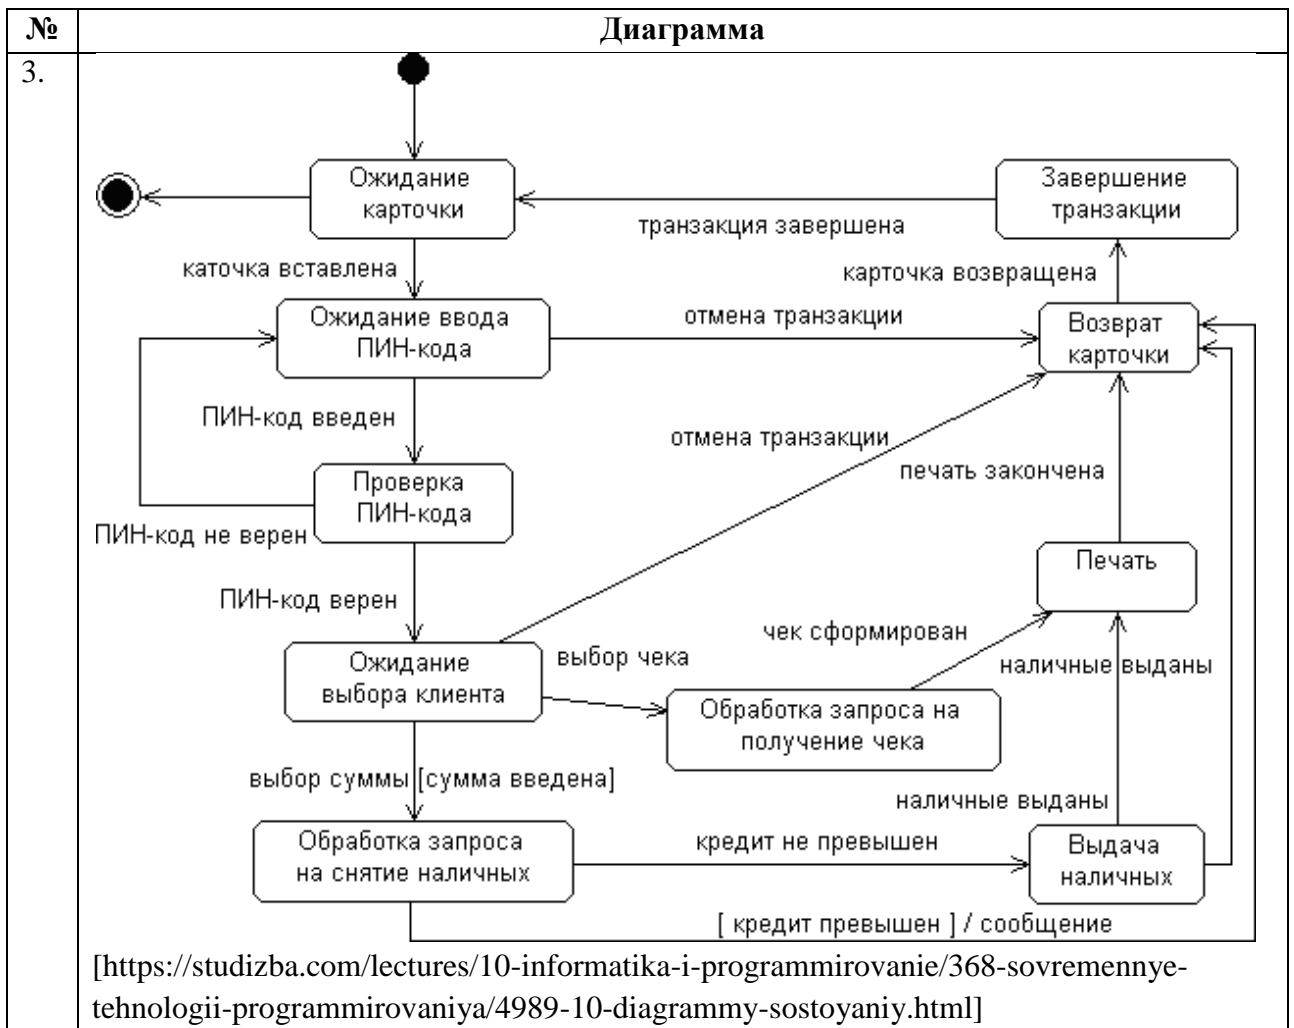 № Диаграмма
3.
Ожидание
карточки
Завершение
транзакции
транзакция завершена
каточка вставлена
карточка возвращена
Ожидание ввода
ПИН-кода
отмена транзакции
Возврат
карточки
ПИН-код введен
отмена транзакции
печать закончена
Проверка
ПИН-кода
ПИН-код не верен
Печать
ПИН-код верен
чек сформирован
Ожидание
выбора клиента
выбор чека
наличные выданы
Обработка запроса на
получение чека
выбор суммы [сумма введена]
наличные выданы
Обработка запроса
на снятие наличных
кредит не превышен
Выдача
наличных
[ кредит превышен ] / сообщение
[https://studizba.com/lectures/10-informatika-i-programmirovanie/368-sovremennye-
tehnologii-programmirovaniya/4989-10-diagrammy-sostoyaniy.html]